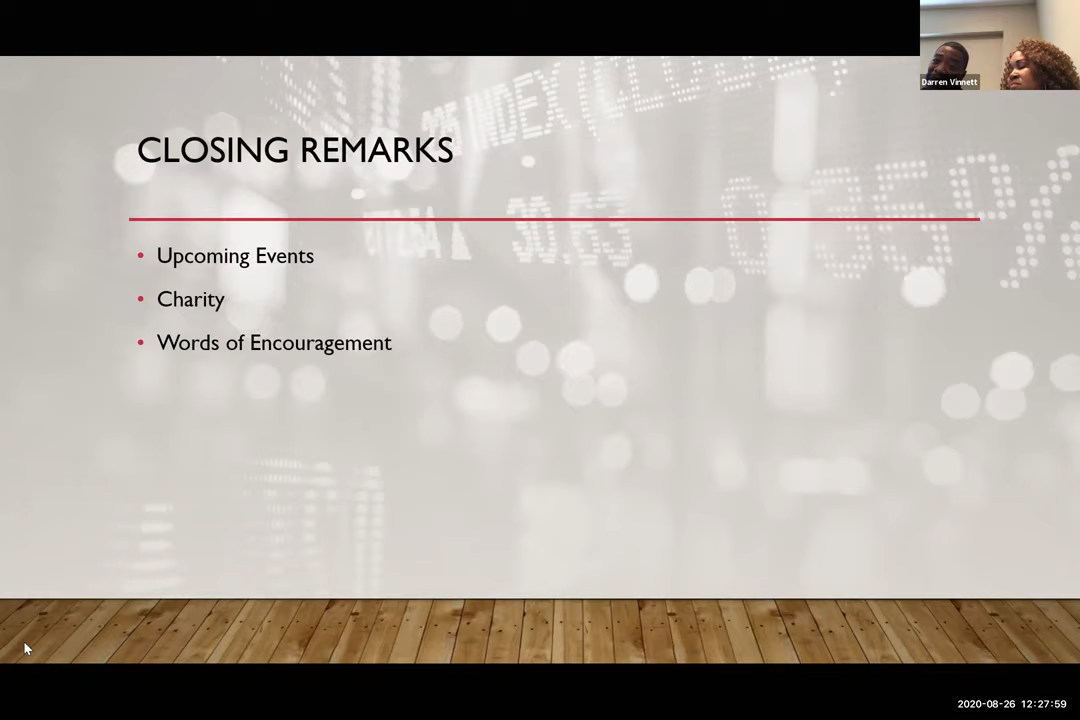 Darren Vinnett
CLOSING REMARKS
Upcoming Events
Charity
Words of Encouragement
2020-08-26 12:27:59